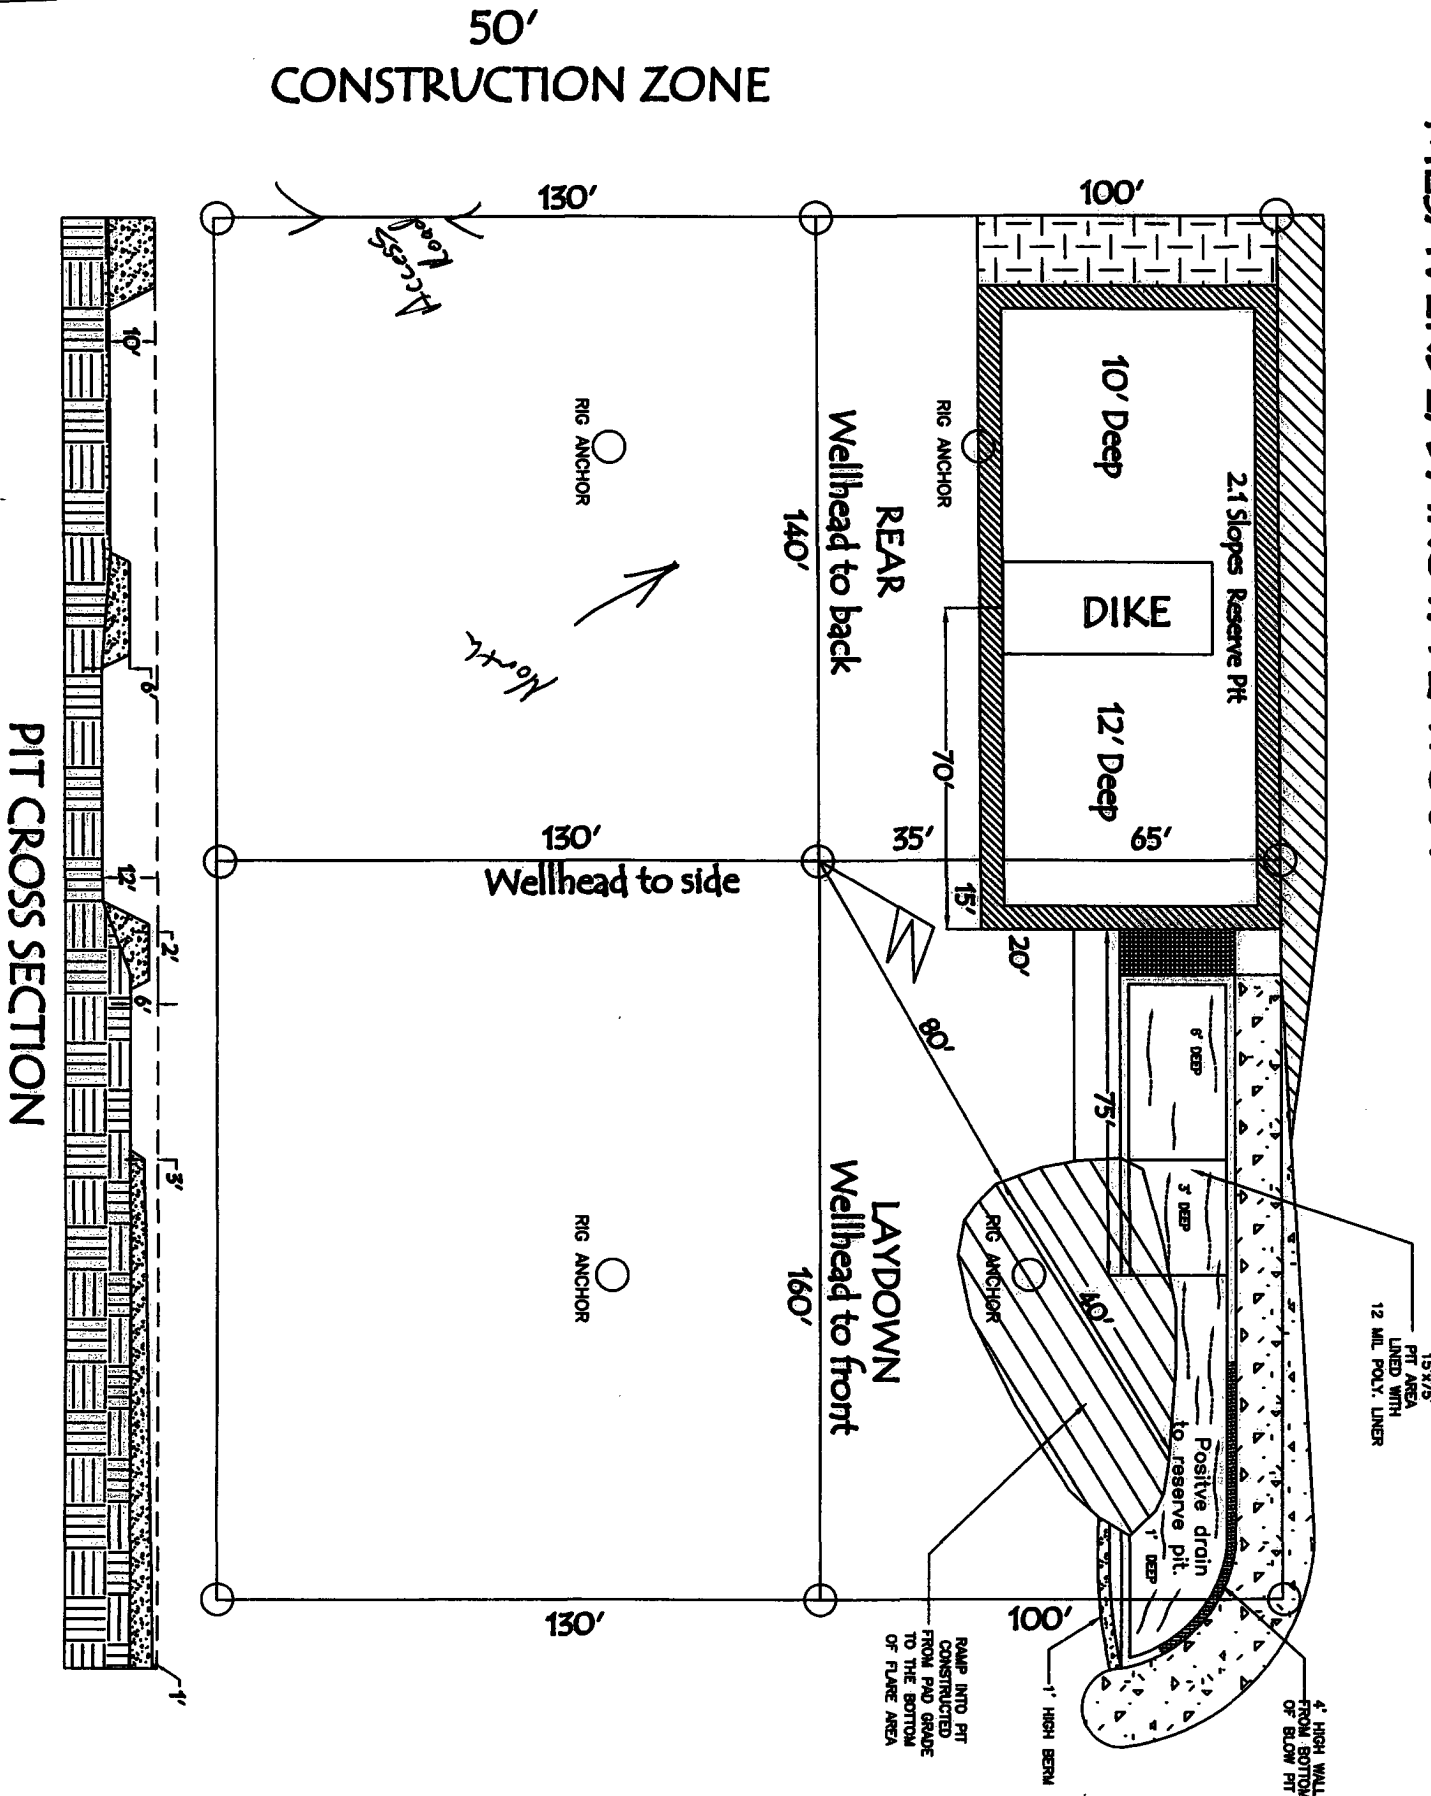 50'
CONSTRUCTION ZONE
130'
100'
Access
Road
10' Deep
2.1 Slopes Reserve Pit
DIKE
12' Deep
RIG ANCHOR
RIG ANCHOR
REAR
Wellhead to back
140'
North
70'
130'
Wellhead to side
35'
65'
15'
20'
80'
75'
6' DEEP
3' DEEP
15'x75'
PIT AREA
LINED WITH
12 MIL POLY. LINER
LAYDOWN
Wellhead to front
160'
RIG ANCHOR
RIG ANCHOR
40'
Positve drain
to reserve pit.
1' DEEP
130'
100'
RAMP INTO PIT
CONSTRUCTED
FROM PAD GRADE
TO THE BOTTOM
OF FLARE AREA
1' HIGH BERM
4' HIGH WALL
FROM BOTTOM
OF BLOW PIT
10'
6'
12'
2'
6'
3'
1'
PIT CROSS SECTION